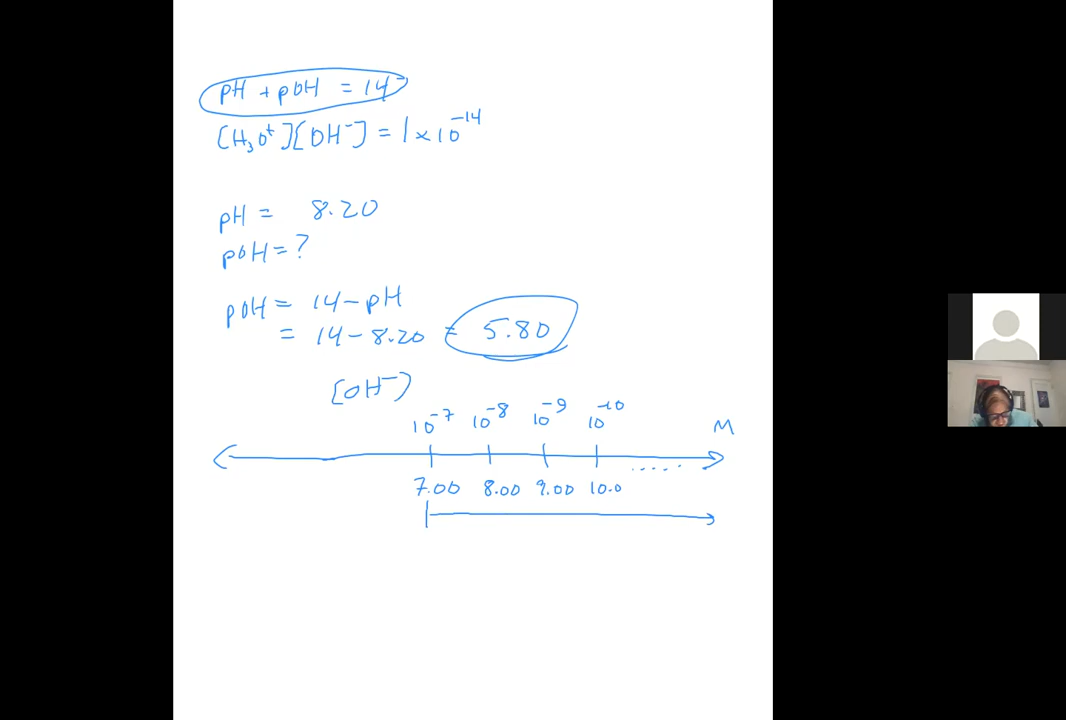 pH + pOH = 14
[H₃O⁺][OH⁻] = 1 × 10⁻¹⁴
pH = 8.20
pOH = ?
pOH = 14 − pH
= 14 − 8.20 = 5.80
[OH⁻]
10⁻⁷ 10⁻⁸ 10⁻⁹ 10⁻¹⁰ M
.....
7.00 8.00 9.00 10.0